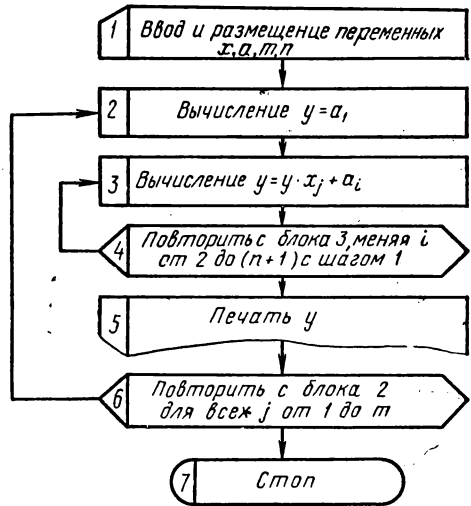 1 Ввод и размещение переменных
x,a,m,n
2 Вычисление y=a₁
3 Вычисление y=y·xⱼ+aᵢ
4 Повторить с блока 3,меняя i
от 2 до (n+1) с шагом 1
5 Печать y
6 Повторить с блока 2
для всех j от 1 до m
7 Стоп